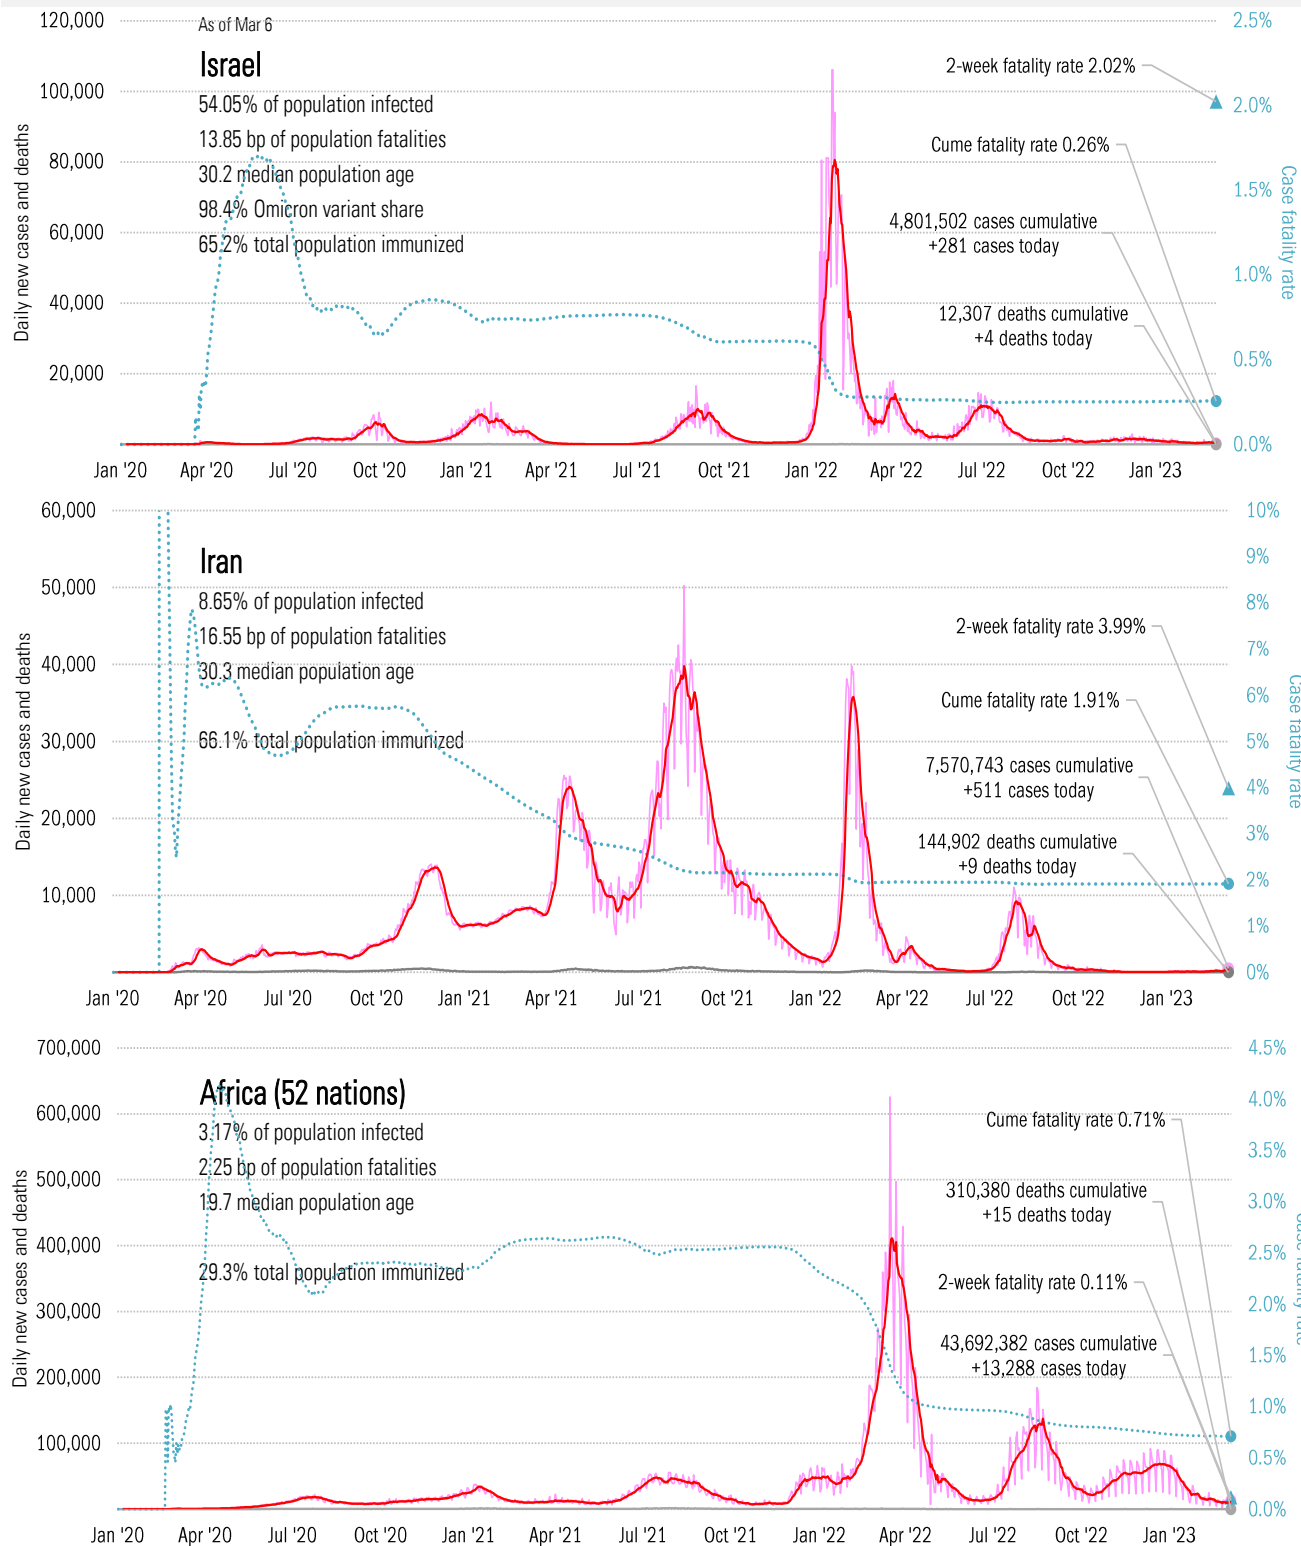 120,000
As of Mar 6
2.5%
Israel
2-week fatality rate 2.02%
100,000
54.05% of population infected
2.0%
13.85 bp of population fatalities
Cume fatality rate 0.26%
80,000
30.2 median population age
1.5%
98.4% Omicron variant share
4,801,502 cases cumulative
+281 cases today
60,000
65.2% total population immunized
1.0%
40,000
12,307 deaths cumulative
+4 deaths today
0.5%
20,000
0.0%
Daily new cases and deaths
Case fatality rate
Jan '20 Apr '20 Jul '20 Oct '20 Jan '21 Apr '21 Jul '21 Oct '21 Jan '22 Apr '22 Jul '22 Oct '22 Jan '23
60,000
10%
Iran
9%
50,000
8.65% of population infected
8%
16.55 bp of population fatalities
2-week fatality rate 3.99%
40,000
30.3 median population age
7%
6%
Cume fatality rate 1.91%
30,000
66.1% total population immunized
5%
7,570,743 cases cumulative
+511 cases today
4%
20,000
3%
144,902 deaths cumulative
+9 deaths today
10,000
2%
1%
0%
Daily new cases and deaths
Case fatality rate
Jan '20 Apr '20 Jul '20 Oct '20 Jan '21 Apr '21 Jul '21 Oct '21 Jan '22 Apr '22 Jul '22 Oct '22 Jan '23
700,000
4.5%
Africa (52 nations)
4.0%
600,000
Cume fatality rate 0.71%
3.17% of population infected
3.5%
2.25 bp of population fatalities
500,000
310,380 deaths cumulative
+15 deaths today
19.7 median population age
3.0%
400,000
2.5%
29.3% total population immunized
2-week fatality rate 0.11%
300,000
2.0%
43,692,382 cases cumulative
+13,288 cases today
1.5%
200,000
1.0%
100,000
0.5%
0.0%
Daily new cases and deaths
Jan '20 Apr '20 Jul '20 Oct '20 Jan '21 Apr '21 Jul '21 Oct '21 Jan '22 Apr '22 Jul '22 Oct '22 Jan '23